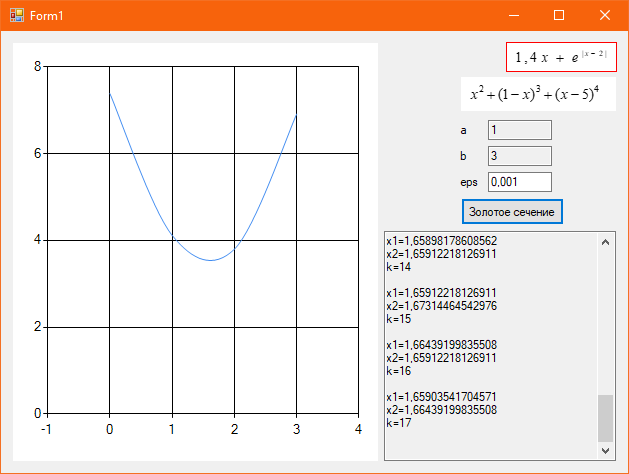 Form1
8
6
4
2
0
-1 0 1 2 3 4
1,4 x + e^|x − 2|
x² + (1 − x)³ + (x − 5)⁴
a 1
b 3
eps 0,001
Золотое сечение
x1=1,65898178608562
x2=1,65912218126911
k=14
x1=1,65912218126911
x2=1,67314464542976
k=15
x1=1,66439199835508
x2=1,65912218126911
k=16
x1=1,65903541704571
x2=1,66439199835508
k=17